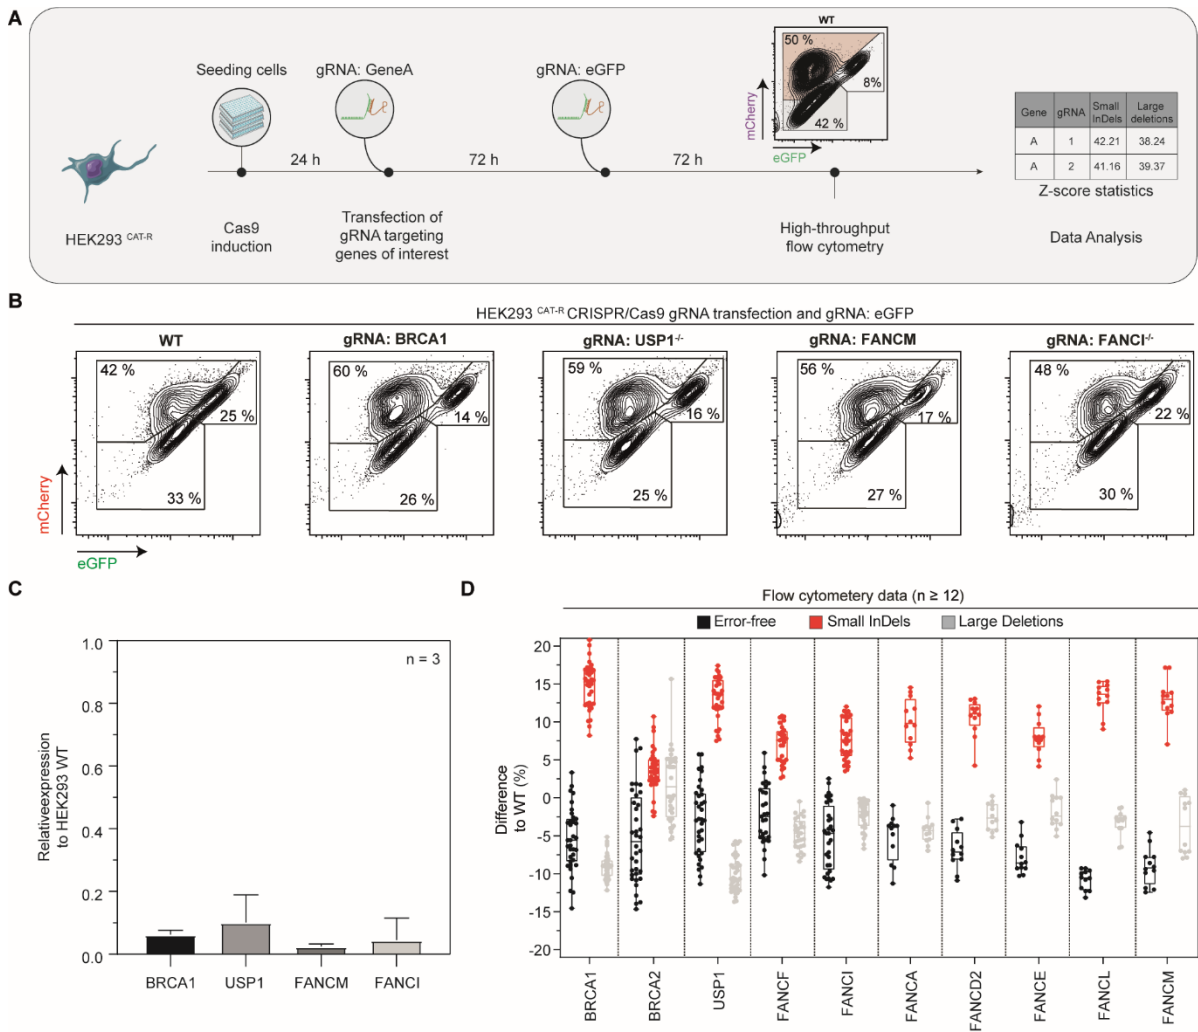 A
WT
50 %
8%
42 %
mCherry
eGFP
Seeding cells
gRNA: GeneA
gRNA: eGFP
24 h
72 h
72 h
HEK293 CAT-R
Cas9
induction
Transfection of
gRNA targeting
genes of interest
High-throughput
flow cytometry
Gene gRNA Small InDels Large deletions
A 1 42.21 38.24
A 2 41.16 39.37
Z-score statistics
Data Analysis
B
HEK293 CAT-R CRISPR/Cas9 gRNA transfection and gRNA: eGFP
WT
gRNA: BRCA1
gRNA: USP1-/-
gRNA: FANCM
gRNA: FANCI-/-
42 %
25 %
33 %
60 %
14 %
26 %
59 %
16 %
25 %
56 %
17 %
27 %
48 %
22 %
30 %
mCherry
eGFP
C
Relativeexpression
to HEK293 WT
n = 3
1.0
0.8
0.6
0.4
0.2
0.0
BRCA1 USP1 FANCM FANCI
D
Flow cytometery data (n ≥ 12)
Error-free Small InDels Large Deletions
Difference
to WT (%)
20
15
10
5
0
-5
-10
-15
-20
BRCA1
BRCA2
USP1
FANCF
FANCI
FANCA
FANCD2
FANCE
FANCL
FANCM